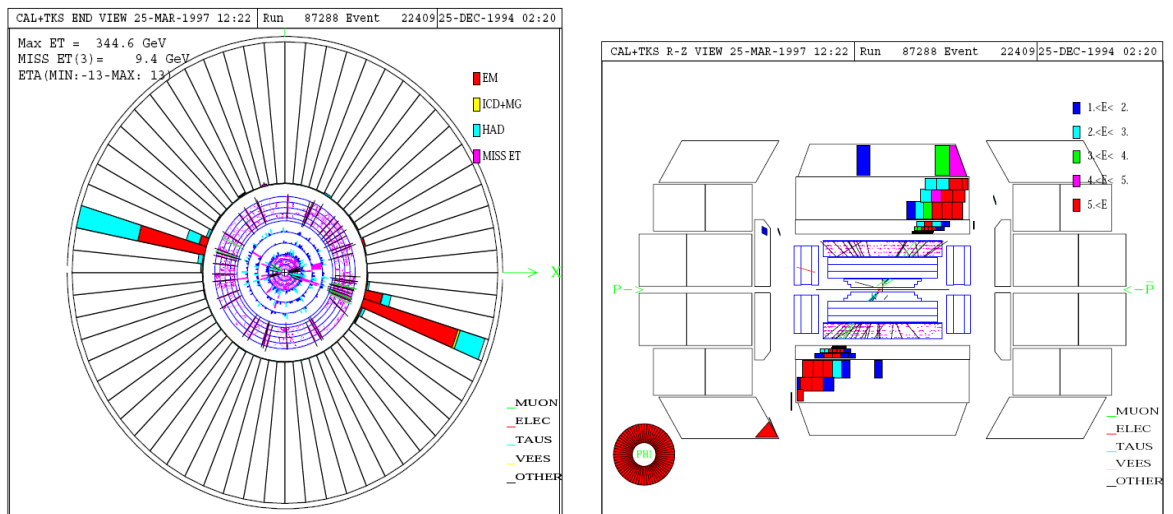 CAL+TKS END VIEW 25-MAR-1997 12:22 Run 87288 Event 22409 25-DEC-1994 02:20
Max ET = 344.6 GeV
MISS ET(3)= 9.4 GeV
ETA(MIN:-13-MAX: 13)
EM
ICD+MG
HAD
MISS ET
X
MUON
ELEC
TAUS
VEES
OTHER
CAL+TKS R-Z VIEW 25-MAR-1997 12:22 Run 87288 Event 22409 25-DEC-1994 02:20
1.<E< 2.
2.<E< 3.
3.<E< 4.
4.<E< 5.
5.<E
P->
<-P̅
PHI
MUON
ELEC
TAUS
VEES
OTHER